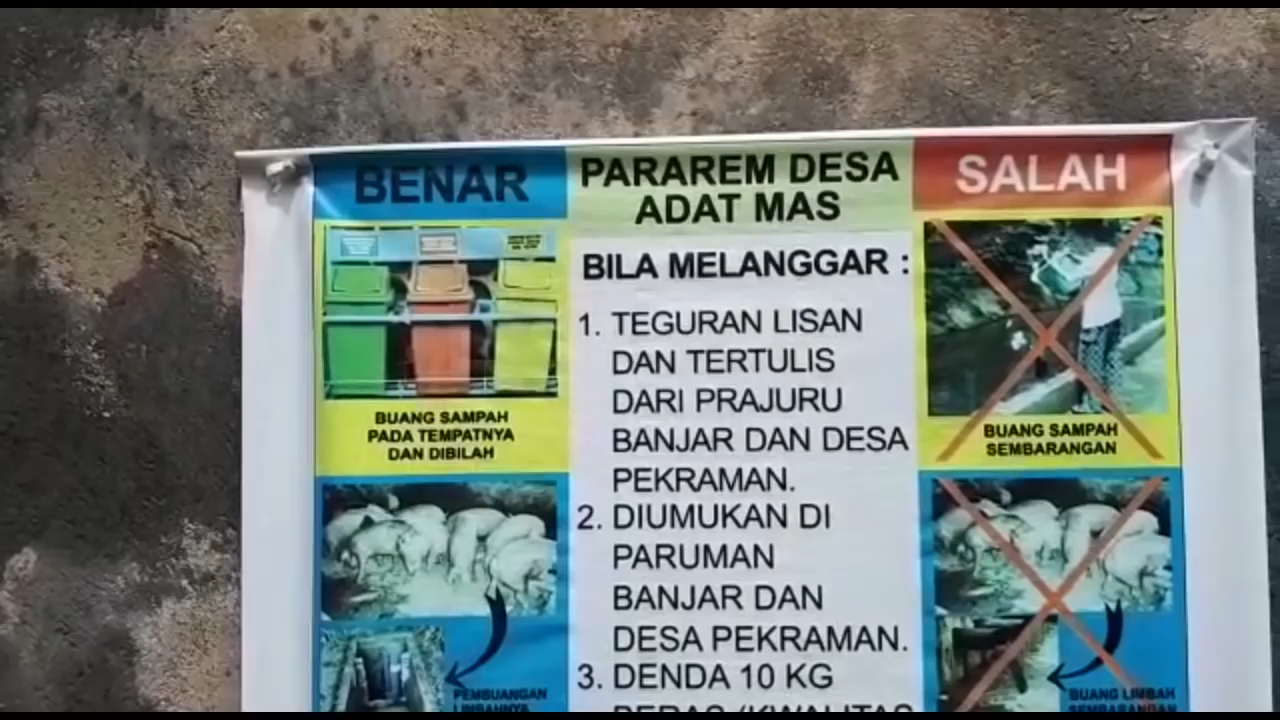 BENAR
BUANG SAMPAH
PADA TEMPATNYA
DAN DIBILAH
PEMBUANGAN
LIMBAHNYA
PARAREM DESA
ADAT MAS
BILA MELANGGAR :
1. TEGURAN LISAN
DAN TERTULIS
DARI PRAJURU
BANJAR DAN DESA
PEKRAMAN.
2. DIUMUKAN DI
PARUMAN
BANJAR DAN
DESA PEKRAMAN.
3. DENDA 10 KG
BERAS (KWALITAS
SALAH
BUANG SAMPAH
SEMBARANGAN
BUANG LIMBAH
SEMBARANGAN